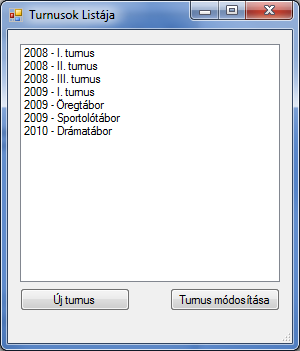 Turnusok Listája
2008 - I. turnus
2008 - II. turnus
2008 - III. turnus
2009 - I. turnus
2009 - Öregtábor
2009 - Sportolótábor
2010 - Drámatábor
Új turnus
Turnus módosítása